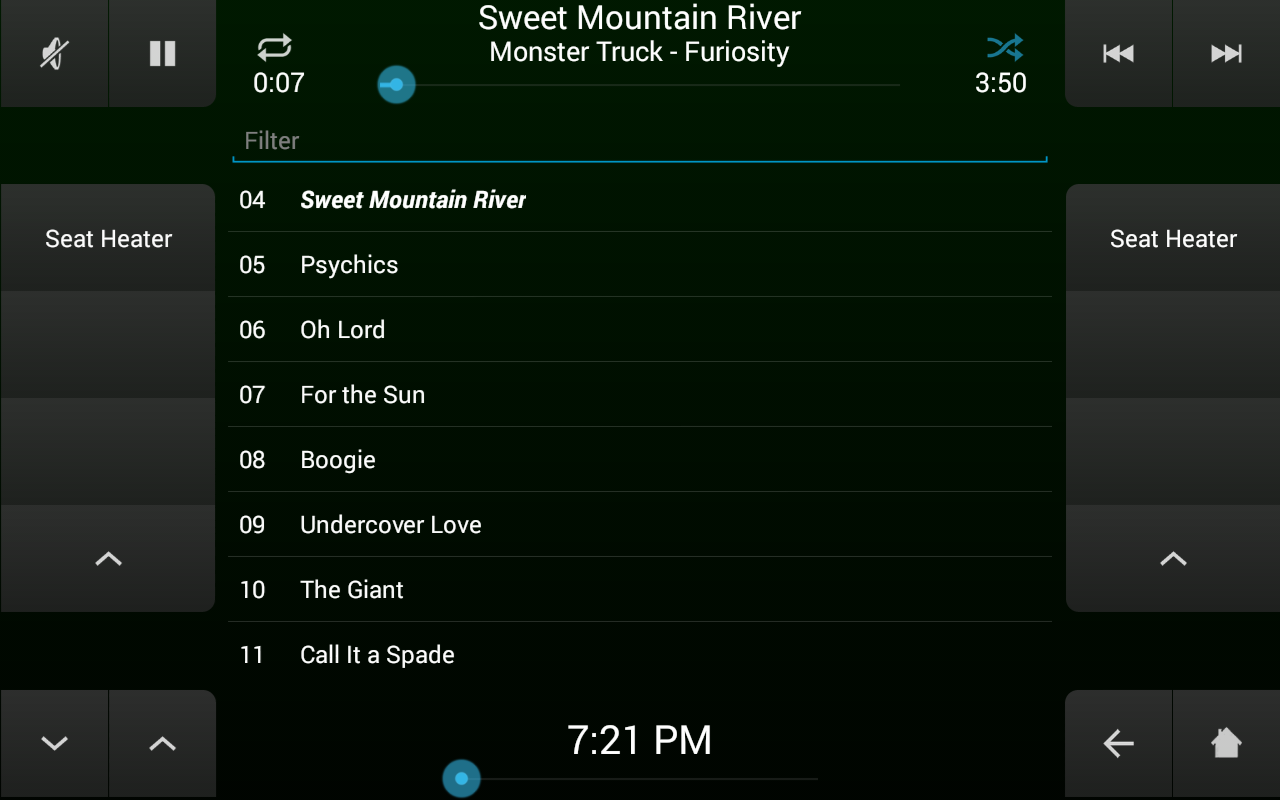 Sweet Mountain River
Monster Truck - Furiosity
0:07
3:50
Filter
04 Sweet Mountain River
05 Psychics
06 Oh Lord
07 For the Sun
08 Boogie
09 Undercover Love
10 The Giant
11 Call It a Spade
Seat Heater
Seat Heater
7:21 PM